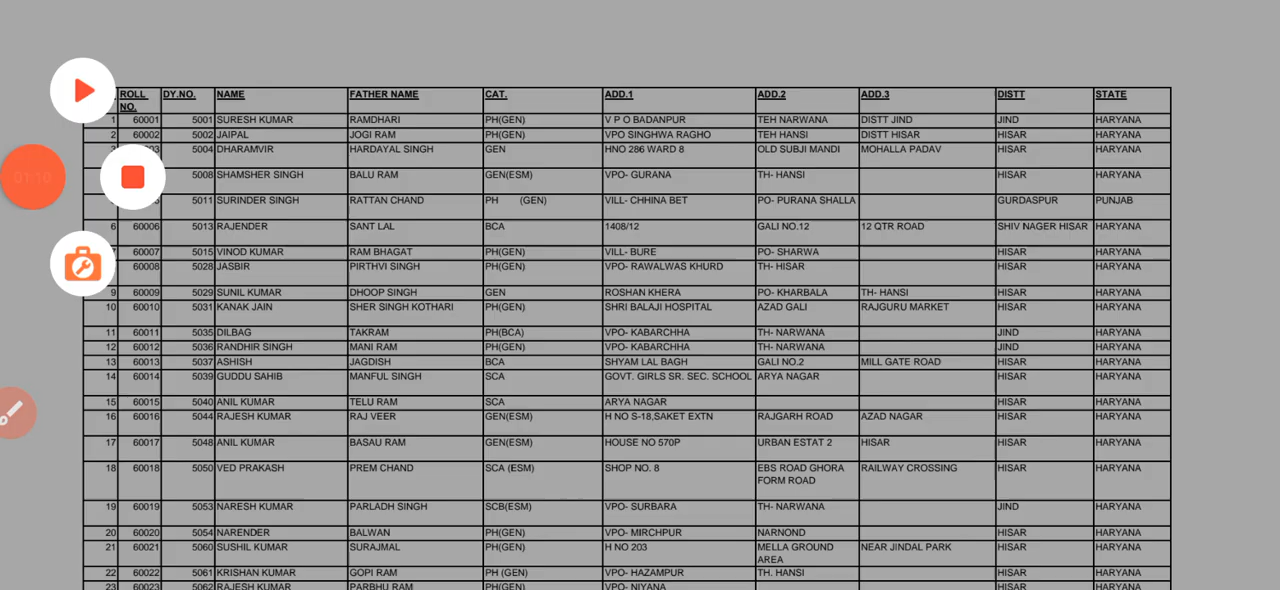 ROLL NO. DY.NO. NAME FATHER NAME CAT. ADD.1 ADD.2 ADD.3 DISTT STATE
1 60001 5001 SURESH KUMAR RAMDHARI PH(GEN) V P O BADANPUR TEH NARWANA DISTT JIND JIND HARYANA
2 60002 5002 JAIPAL JOGI RAM PH(GEN) VPO SINGHWA RAGHO TEH HANSI DISTT HISAR HISAR HARYANA
5004 DHARAMVIR HARDAYAL SINGH GEN HNO 286 WARD 8 OLD SUBJI MANDI MOHALLA PADAV HISAR HARYANA
5008 SHAMSHER SINGH BALU RAM GEN(ESM) VPO- GURANA TH- HANSI HISAR HARYANA
01:10
5011 SURINDER SINGH RATTAN CHAND PH (GEN) VILL- CHHINA BET PO- PURANA SHALLA GURDASPUR PUNJAB
6 60006 5013 RAJENDER SANT LAL BCA 1408/12 GALI NO.12 12 QTR ROAD SHIV NAGER HISAR HARYANA
60007 5015 VINOD KUMAR RAM BHAGAT PH(GEN) VILL- BURE PO- SHARWA HISAR HARYANA
60008 5028 JASBIR PIRTHVI SINGH PH(GEN) VPO- RAWALWAS KHURD TH- HISAR HISAR HARYANA
9 60009 5029 SUNIL KUMAR DHOOP SINGH GEN ROSHAN KHERA PO- KHARBALA TH- HANSI HISAR HARYANA
10 60010 5031 KANAK JAIN SHER SINGH KOTHARI PH(GEN) SHRI BALAJI HOSPITAL AZAD GALI RAJGURU MARKET HISAR HARYANA
11 60011 5035 DILBAG TAKRAM PH(BCA) VPO- KABARCHHA TH- NARWANA JIND HARYANA
12 60012 5036 RANDHIR SINGH MANI RAM PH(GEN) VPO- KABARCHHA TH- NARWANA JIND HARYANA
13 60013 5037 ASHISH JAGDISH BCA SHYAM LAL BAGH GALI NO.2 MILL GATE ROAD HISAR HARYANA
14 60014 5039 GUDDU SAHIB MANFUL SINGH SCA GOVT. GIRLS SR. SEC. SCHOOL ARYA NAGAR HISAR HARYANA
15 60015 5040 ANIL KUMAR TELU RAM SCA ARYA NAGAR HISAR HARYANA
16 60016 5044 RAJESH KUMAR RAJ VEER GEN(ESM) H NO S-18,SAKET EXTN RAJGARH ROAD AZAD NAGAR HISAR HARYANA
17 60017 5048 ANIL KUMAR BASAU RAM GEN(ESM) HOUSE NO 570P URBAN ESTAT 2 HISAR HISAR HARYANA
18 60018 5050 VED PRAKASH PREM CHAND SCA (ESM) SHOP NO. 8 EBS ROAD GHORA FORM ROAD RAILWAY CROSSING HISAR HARYANA
19 60019 5053 NARESH KUMAR PARLADH SINGH SCB(ESM) VPO- SURBARA TH- NARWANA JIND HARYANA
20 60020 5054 NARENDER BALWAN PH(GEN) VPO- MIRCHPUR NARNOND HISAR HARYANA
21 60021 5060 SUSHIL KUMAR SURAJMAL PH(GEN) H NO 203 MELLA GROUND AREA NEAR JINDAL PARK HISAR HARYANA
22 60022 5061 KRISHAN KUMAR GOPI RAM PH (GEN) VPO- HAZAMPUR TH. HANSI HISAR HARYANA
23 60023 5062 RAJESH KUMAR PARBHU RAM PH(GEN) VPO- NIYANA HISAR HARYANA